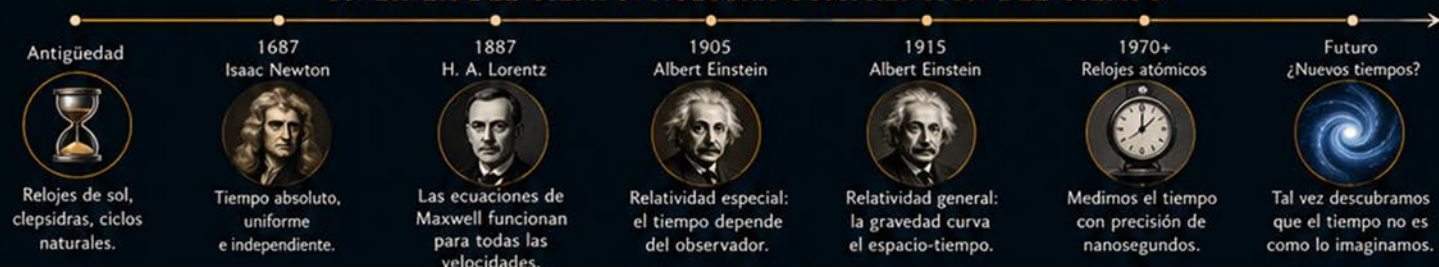 Antigüedad
Relojes de sol,
clepsidras, ciclos
naturales.
1687
Isaac Newton
Tiempo absoluto,
uniforme
e independiente.
1887
H. A. Lorentz
Las ecuaciones de
Maxwell funcionan
para todas las
velocidades.
1905
Albert Einstein
Relatividad especial:
el tiempo depende
del observador.
1915
Albert Einstein
Relatividad general:
la gravedad curva
el espacio-tiempo.
1970+
Relojes atómicos
Medimos el tiempo
con precisión de
nanosegundos.
Futuro
¿Nuevos tiempos?
Tal vez descubramos
que el tiempo no es
como lo imaginamos.